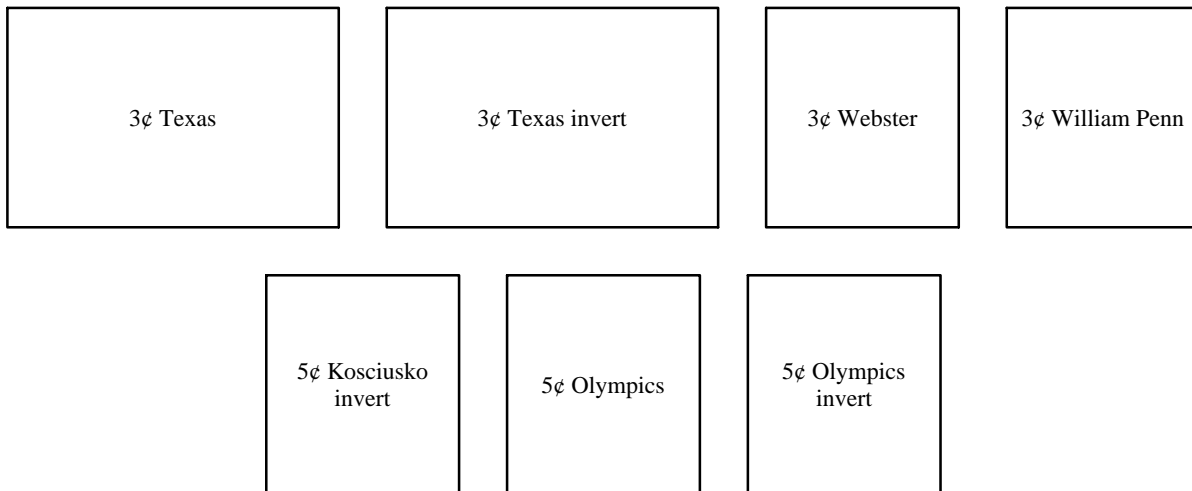 3¢ Texas
3¢ Texas invert
3¢ Webster
3¢ William Penn
5¢ Kosciusko
invert
5¢ Olympics
5¢ Olympics
invert